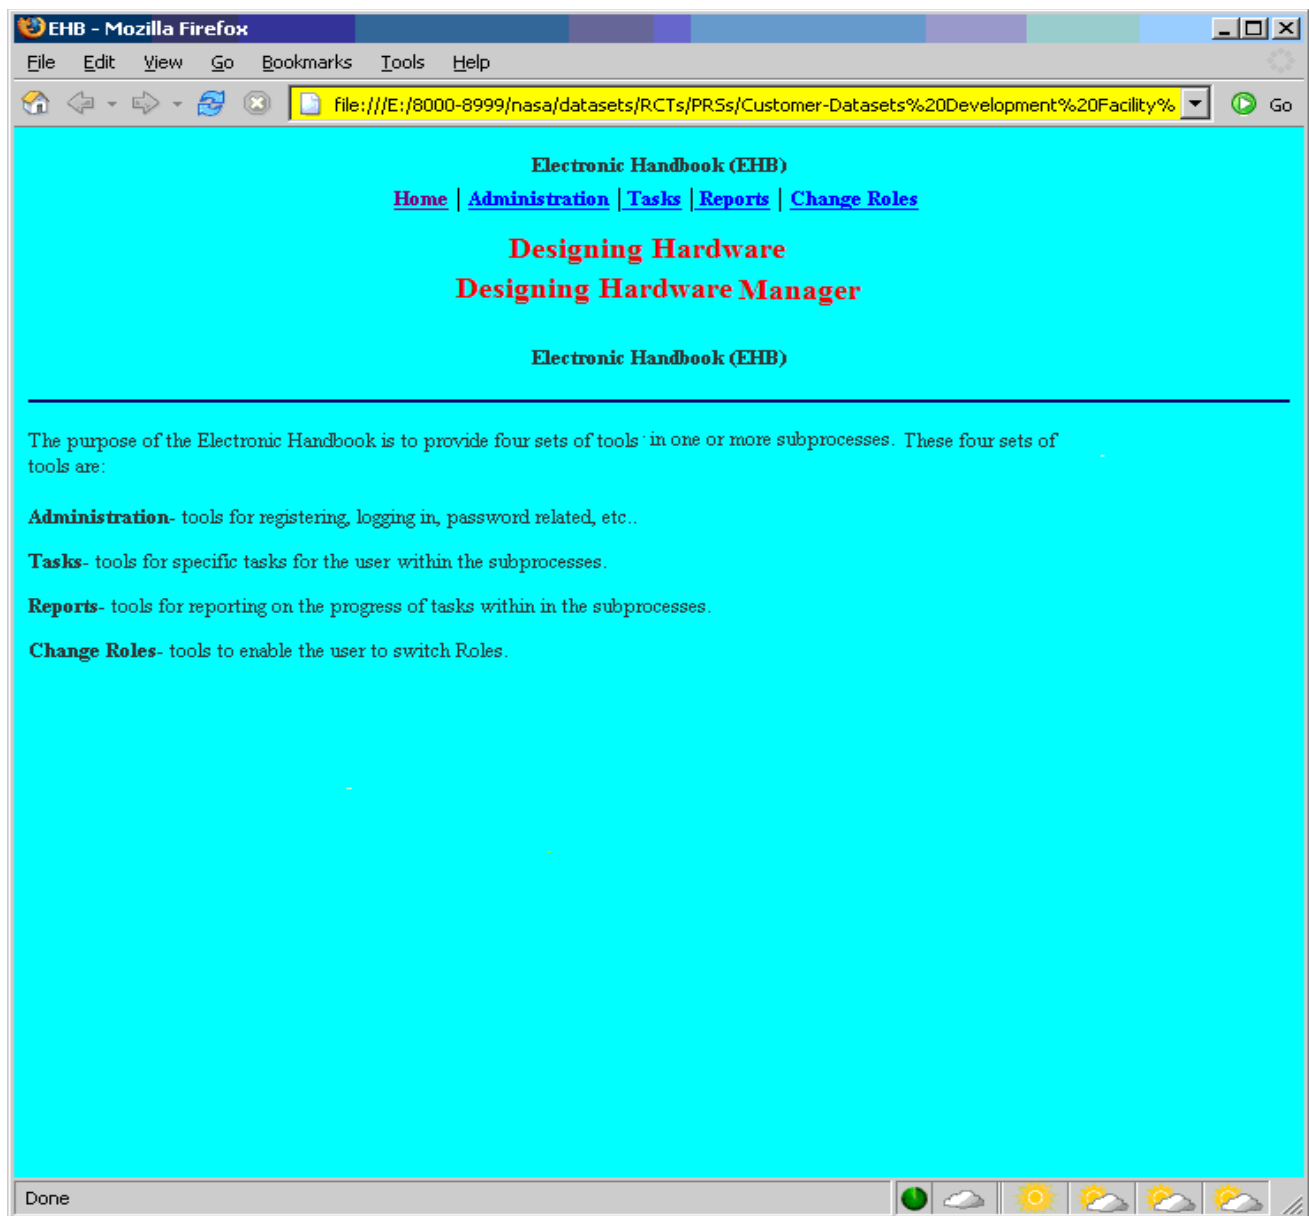 EHB - Mozilla Firefox
File Edit View Go Bookmarks Tools Help
file:///E:/8000-8999/nasa/datasets/RCTs/PRSs/Customer-Datasets%20Development%20Facility% Go
Electronic Handbook (EHB)
Home | Administration | Tasks | Reports | Change Roles
Designing Hardware
Designing Hardware Manager
Electronic Handbook (EHB)
The purpose of the Electronic Handbook is to provide four sets of tools in one or more subprocesses. These four sets of
tools are:
Administration- tools for registering, logging in, password related, etc..
Tasks- tools for specific tasks for the user within the subprocesses.
Reports- tools for reporting on the progress of tasks within in the subprocesses.
Change Roles- tools to enable the user to switch Roles.
Done